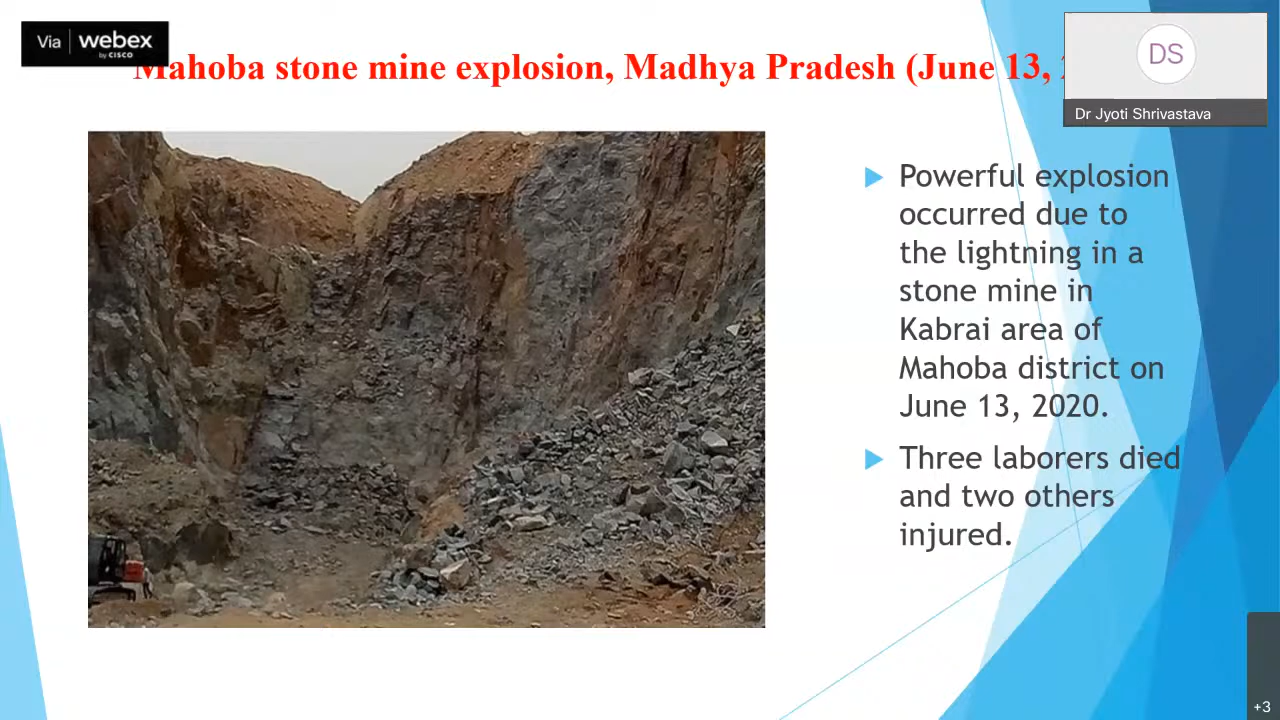 Via webex
by CISCO
Mahoba stone mine explosion, Madhya Pradesh (June 13,
DS
Dr Jyoti Shrivastava
Powerful explosion
occurred due to
the lightning in a
stone mine in
Kabrai area of
Mahoba district on
June 13, 2020.
Three laborers died
and two others
injured.
+3